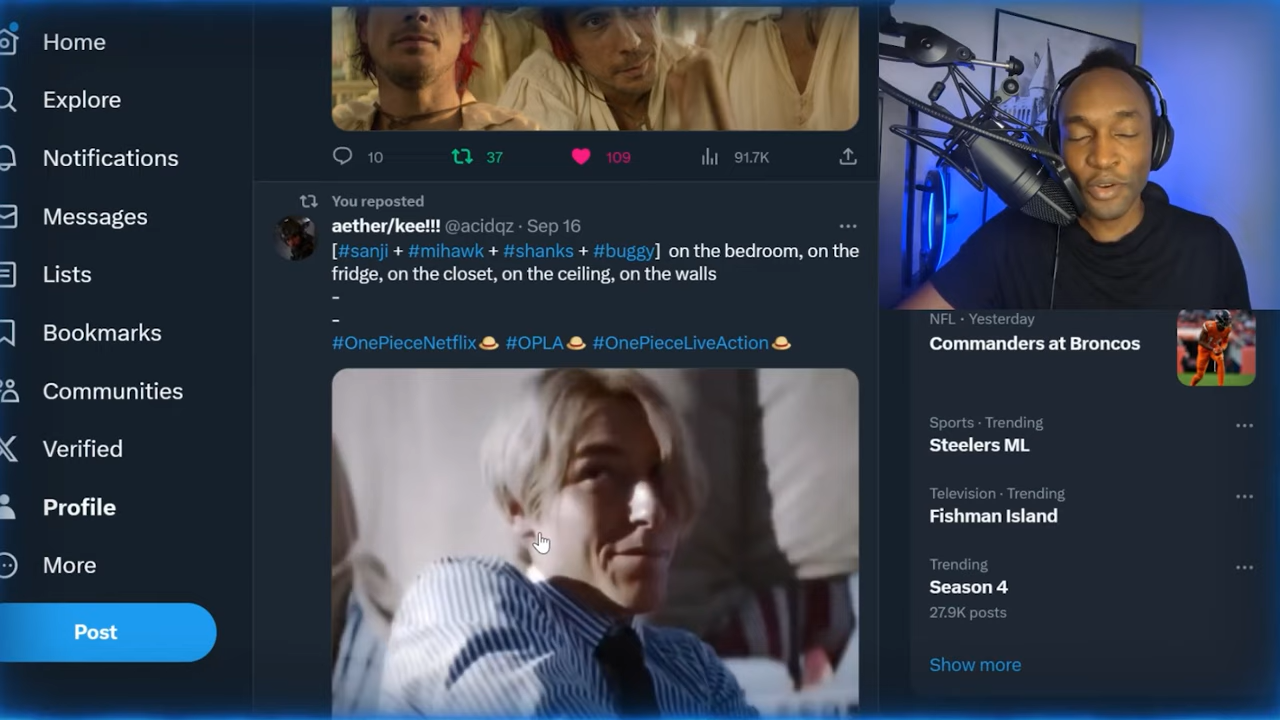 Home
Explore
Notifications
Messages
Lists
Bookmarks
Communities
Verified
Profile
More
Post
10
37
109
91.7K
You reposted
aether/kee!!! @acidqz · Sep 16
[#sanji + #mihawk + #shanks + #buggy] on the bedroom, on the
fridge, on the closet, on the ceiling, on the walls
-
-
#OnePieceNetflix #OPLA #OnePieceLiveAction
NFL · Yesterday
Commanders at Broncos
Sports · Trending
Steelers ML
Television · Trending
Fishman Island
Trending
Season 4
27.9K posts
Show more